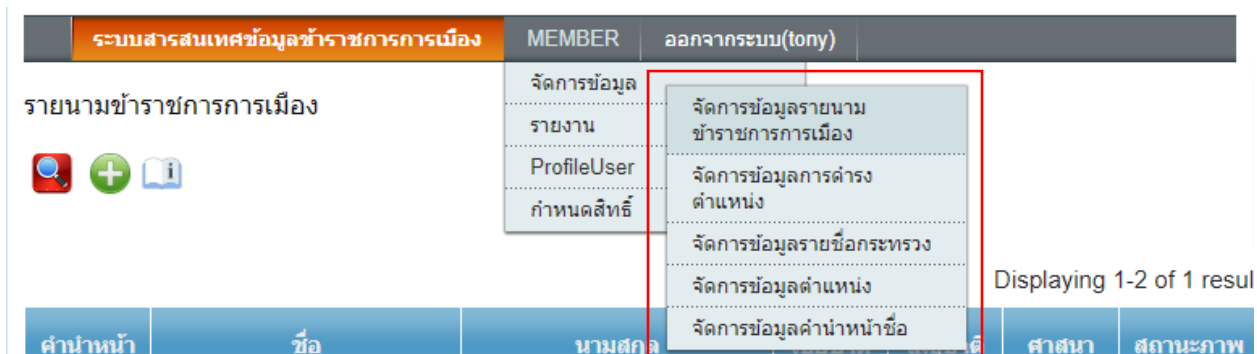 ระบบสารสนเทศข้อมูลข้าราชการการเมือง MEMBER ออกจากระบบ(tony)
จัดการข้อมูล
รายงาน
ProfileUser
กำหนดสิทธิ์
จัดการข้อมูลรายนาม
ข้าราชการการเมือง
จัดการข้อมูลการดำรง
ตำแหน่ง
จัดการข้อมูลรายชื่อกระทรวง
จัดการข้อมูลตำแหน่ง
จัดการข้อมูลคำนำหน้าชื่อ
รายนามข้าราชการการเมือง
Displaying 1-2 of 1 resul
คำนำหน้า ชื่อ นามสกุล ศาสนา สถานะภาพ